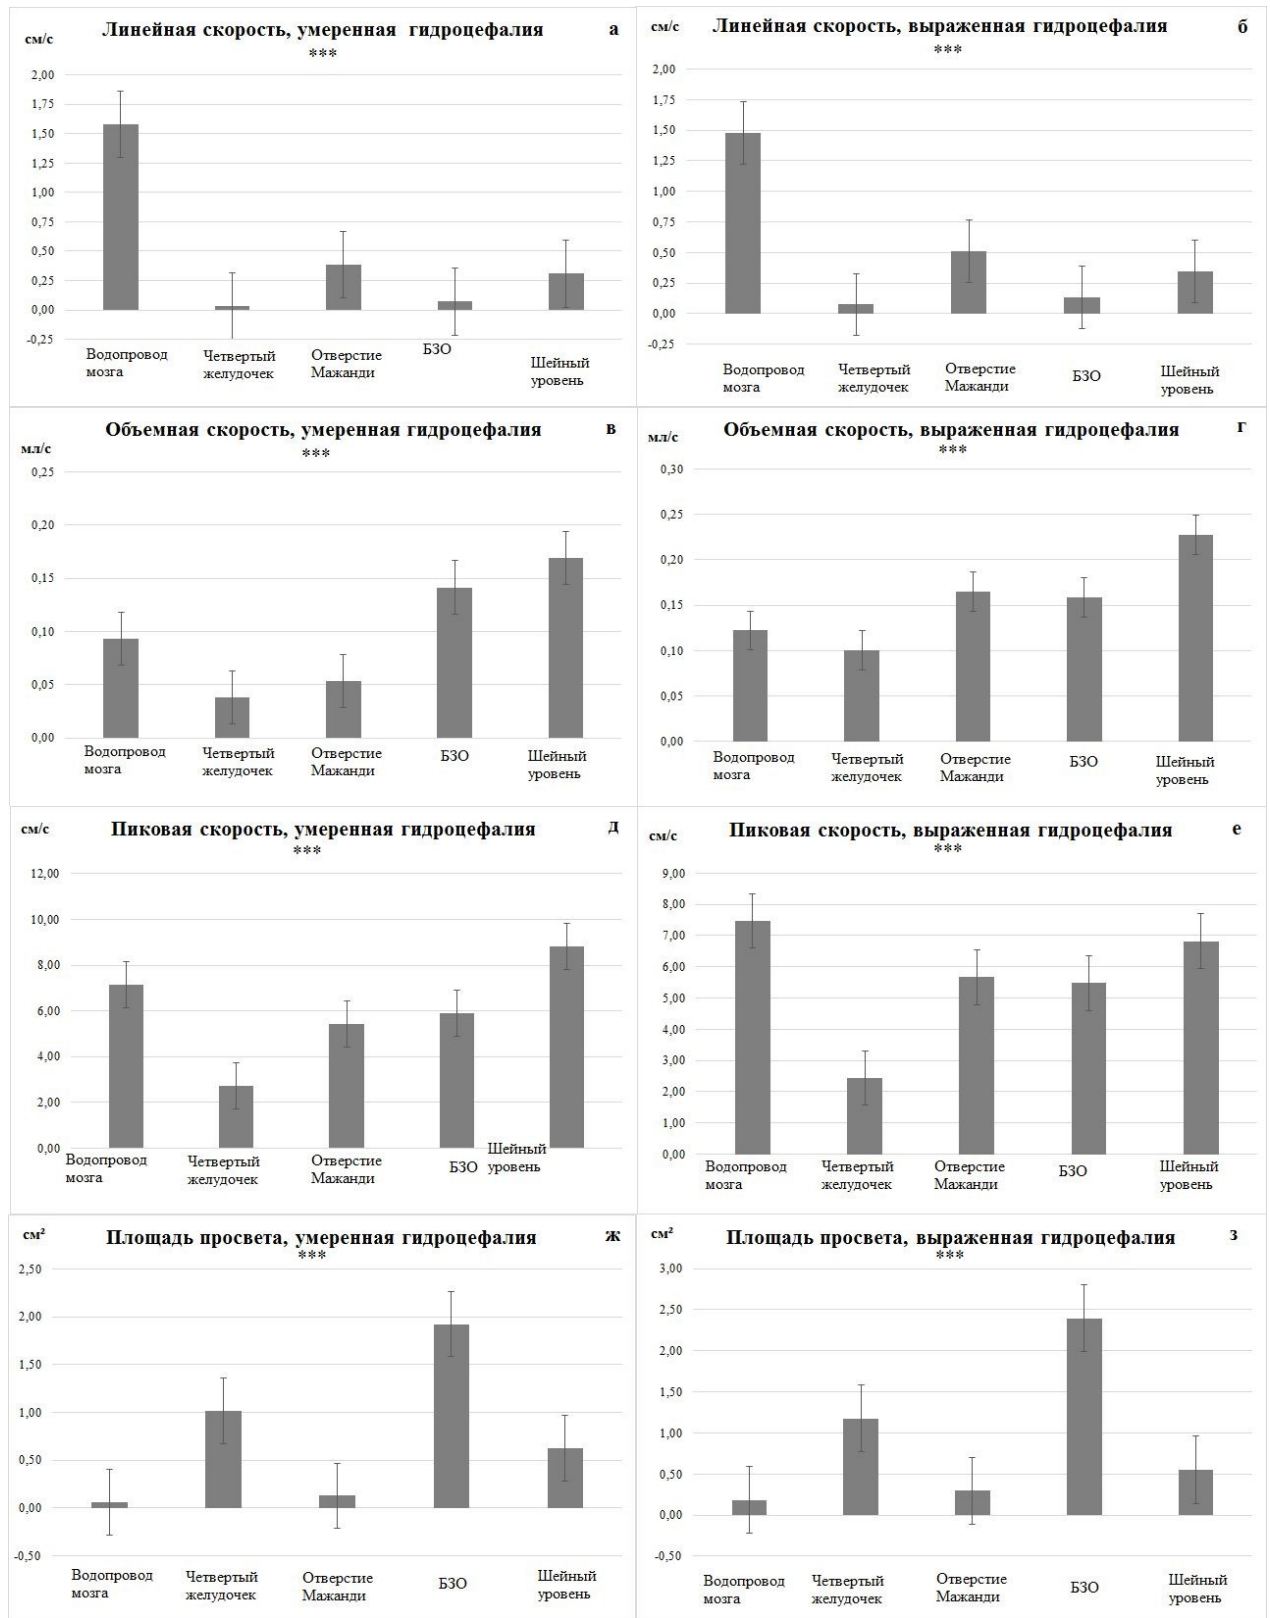 Линейная скорость, умеренная гидроцефалия
а
см/с
***
2,00
1,75
1,50
1,25
1,00
0,75
0,50
0,25
0,00
-0,25
Водопровод
мозга
Четвертый
желудочек
Отверстие
Мажанди
БЗО
Шейный
уровень
Линейная скорость, выраженная гидроцефалия
б
см/с
***
2,00
1,75
1,50
1,25
1,00
0,75
0,50
0,25
0,00
-0,25
Водопровод
мозга
Четвертый
желудочек
Отверстие
Мажанди
БЗО
Шейный
уровень
Объемная скорость, умеренная гидроцефалия
в
мл/с
***
0,25
0,20
0,15
0,10
0,05
0,00
Водопровод
мозга
Четвертый
желудочек
Отверстие
Мажанди
БЗО
Шейный
уровень
Объемная скорость, выраженная гидроцефалия
г
мл/с
***
0,30
0,25
0,20
0,15
0,10
0,05
0,00
Водопровод
мозга
Четвертый
желудочек
Отверстие
Мажанди
БЗО
Шейный
уровень
Пиковая скорость, умеренная гидроцефалия
д
см/с
***
12,00
10,00
8,00
6,00
4,00
2,00
0,00
Водопровод
мозга
Четвертый
желудочек
Отверстие
Мажанди
БЗО
Шейный
уровень
Пиковая скорость, выраженная гидроцефалия
е
см/с
***
9,00
8,00
7,00
6,00
5,00
4,00
3,00
2,00
1,00
0,00
Водопровод
мозга
Четвертый
желудочек
Отверстие
Мажанди
БЗО
Шейный
уровень
Площадь просвета, умеренная гидроцефалия
ж
см²
***
2,50
2,00
1,50
1,00
0,50
0,00
-0,50
Водопровод
мозга
Четвертый
желудочек
Отверстие
Мажанди
БЗО
Шейный
уровень
Площадь просвета, выраженная гидроцефалия
з
см²
***
3,00
2,50
2,00
1,50
1,00
0,50
0,00
-0,50
Водопровод
мозга
Четвертый
желудочек
Отверстие
Мажанди
БЗО
Шейный
уровень